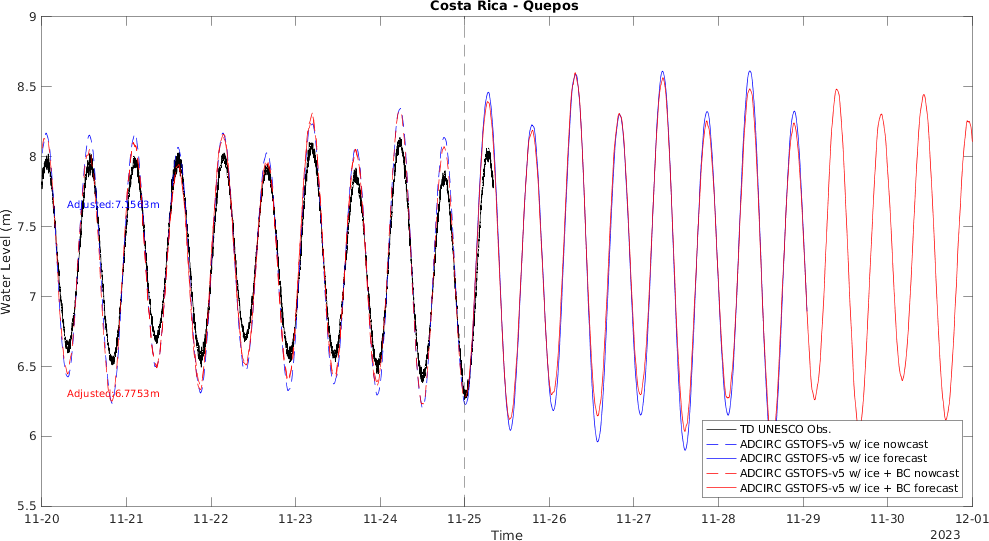 Costa Rica - Quepos
9
8.5
8
7.5
7
6.5
6
5.5
Water Level (m)
Adjusted:7.1563m
Adjusted:6.7753m
TD UNESCO Obs.
ADCIRC GSTOFS-v5 w/ ice nowcast
ADCIRC GSTOFS-v5 w/ ice forecast
ADCIRC GSTOFS-v5 w/ ice + BC nowcast
ADCIRC GSTOFS-v5 w/ ice + BC forecast
11-20 11-21 11-22 11-23 11-24 11-25 11-26 11-27 11-28 11-29 11-30 12-01
Time
2023